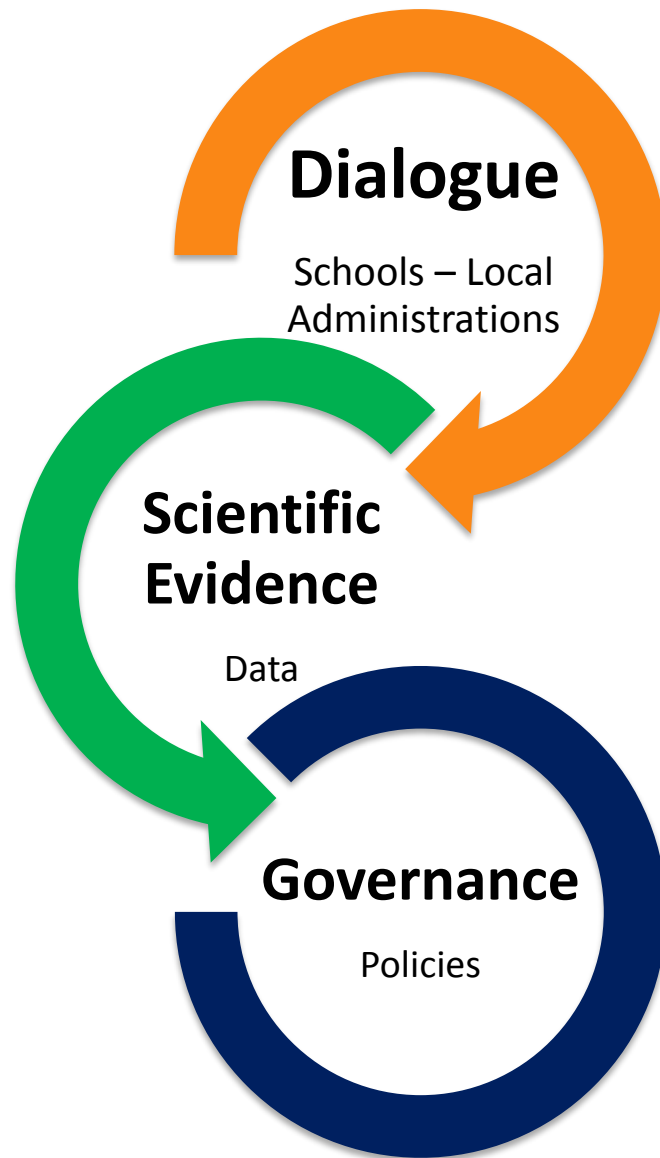 Dialogue
Schools – Local
Administrations
Scientific
Evidence
Data
Governance
Policies